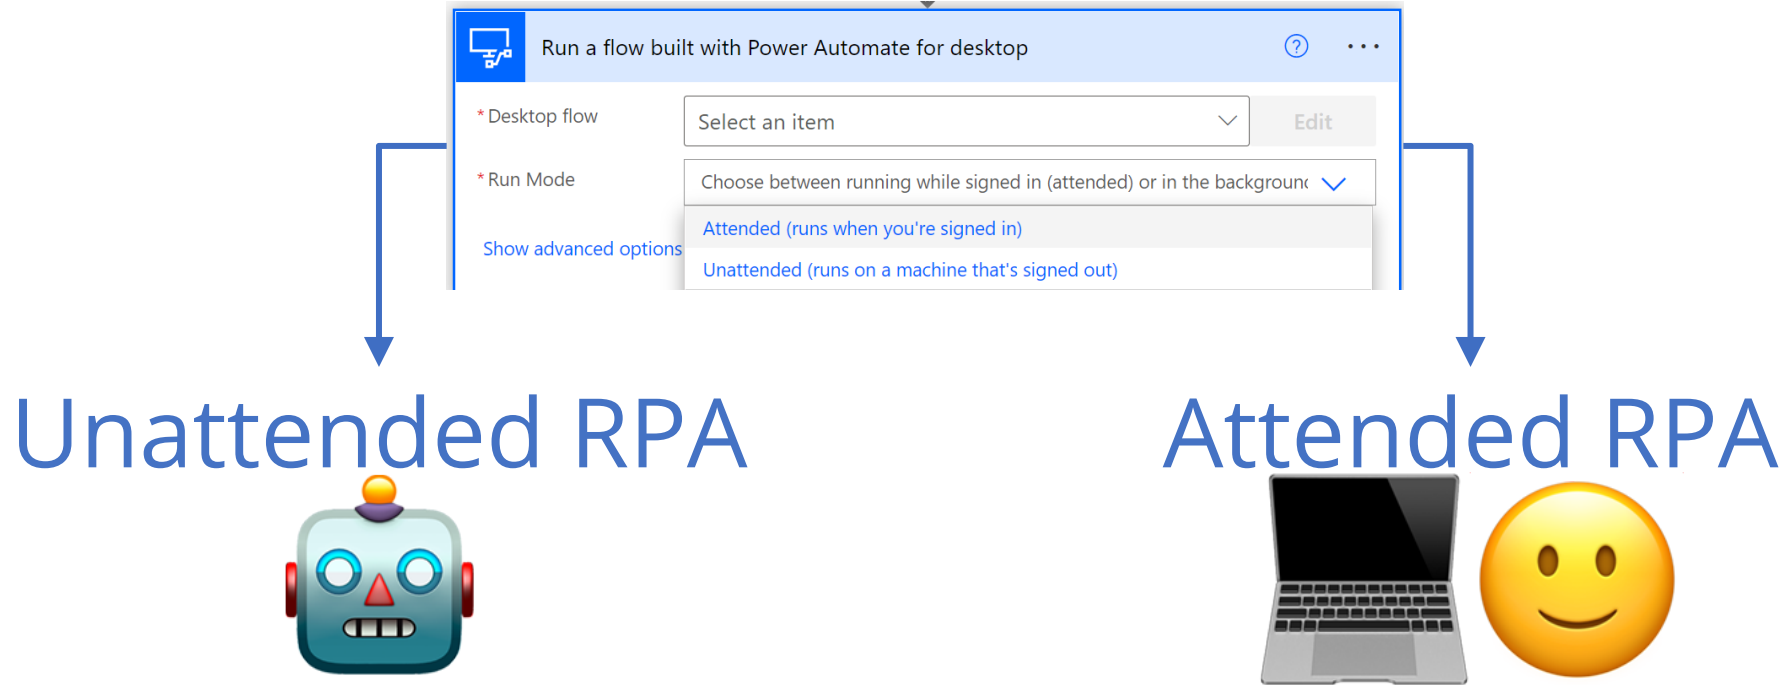 Run a flow built with Power Automate for desktop
* Desktop flow
Select an item
Edit
* Run Mode
Choose between running while signed in (attended) or in the background
Attended (runs when you're signed in)
Show advanced options
Unattended (runs on a machine that's signed out)
Unattended RPA
Attended RPA